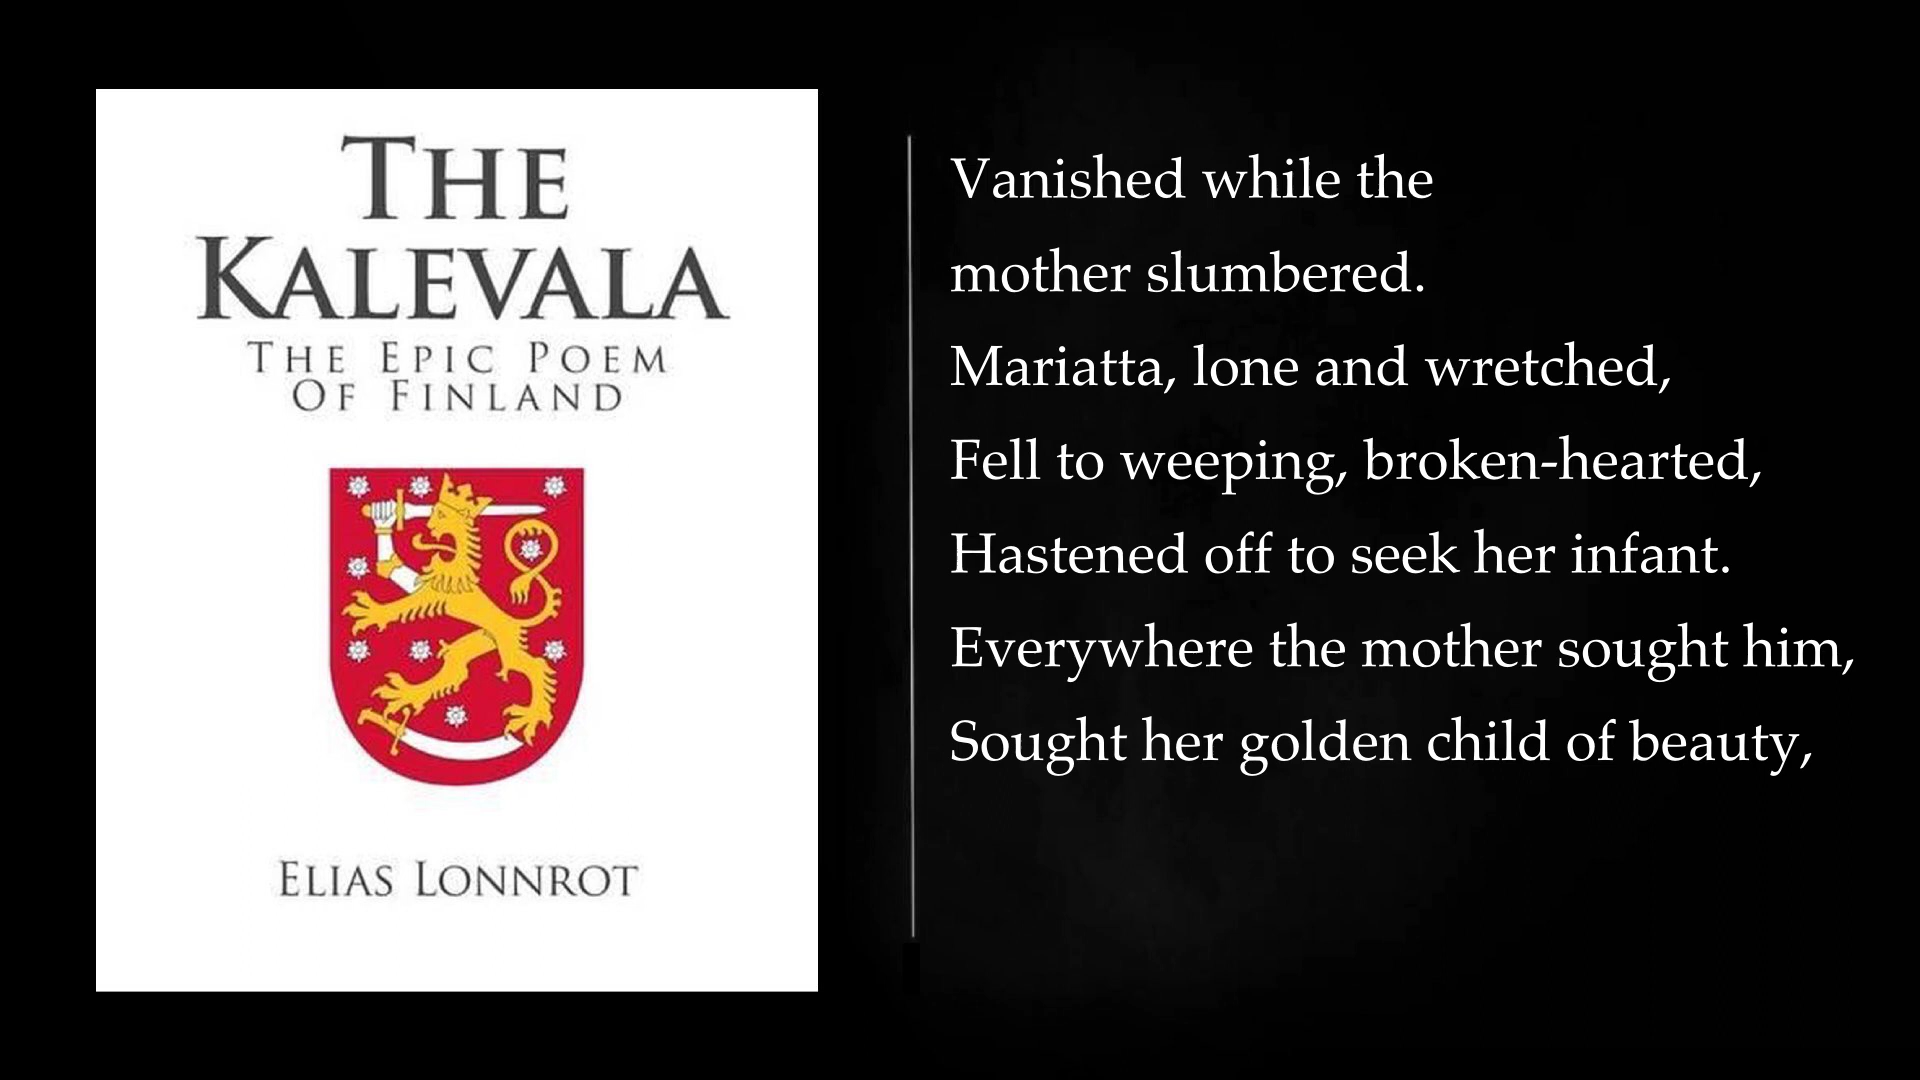 THE
KALEVALA
THE EPIC POEM
OF FINLAND
ELIAS LONNROT
Vanished while the
mother slumbered.
Mariatta, lone and wretched,
Fell to weeping, broken-hearted,
Hastened off to seek her infant.
Everywhere the mother sought him,
Sought her golden child of beauty,